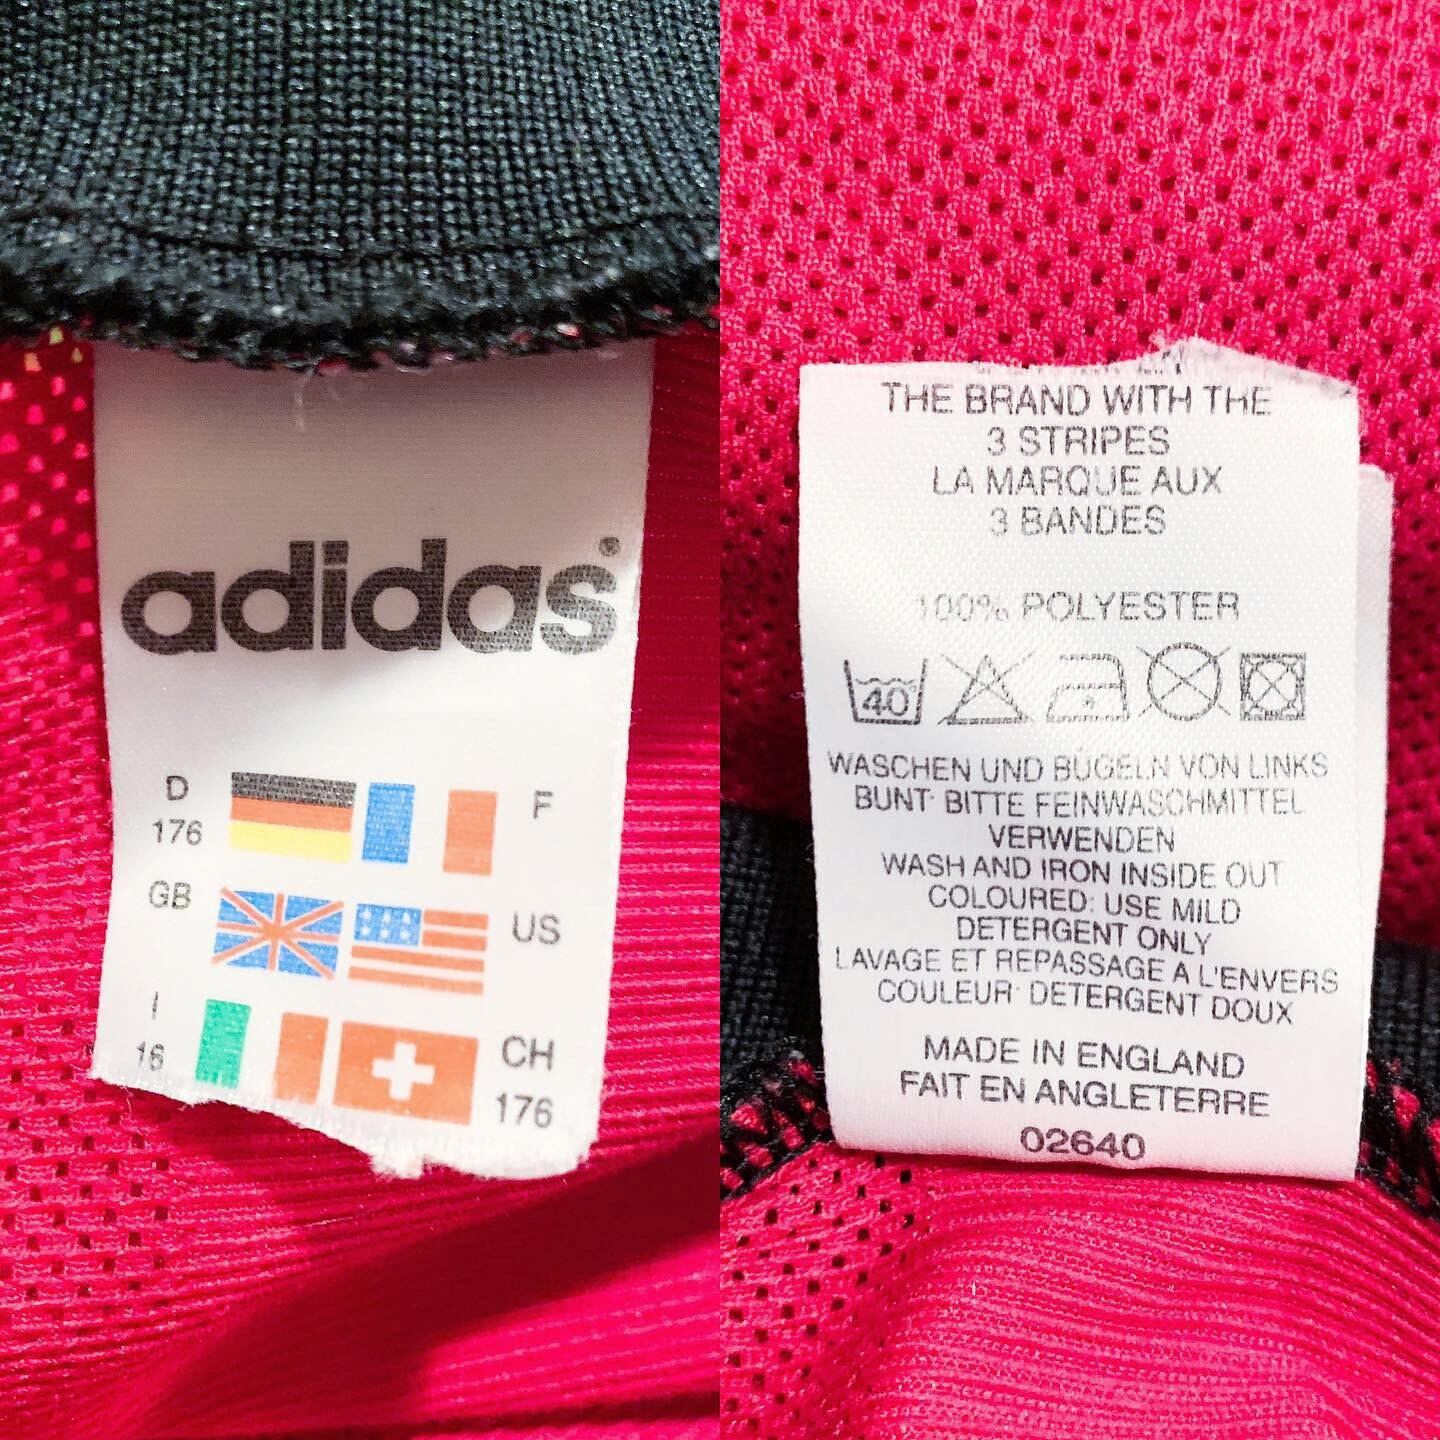 adidas®
D F
176
GB US
I CH
16 176
THE BRAND WITH THE
3 STRIPES
LA MARQUE AUX
3 BANDES
100% POLYESTER
40°
WASCHEN UND BÜGELN VON LINKS
BUNT· BITTE FEINWASCHMITTEL
VERWENDEN
WASH AND IRON INSIDE OUT
COLOURED: USE MILD
DETERGENT ONLY
LAVAGE ET REPASSAGE A L'ENVERS
COULEUR· DETERGENT DOUX
MADE IN ENGLAND
FAIT EN ANGLETERRE
02640